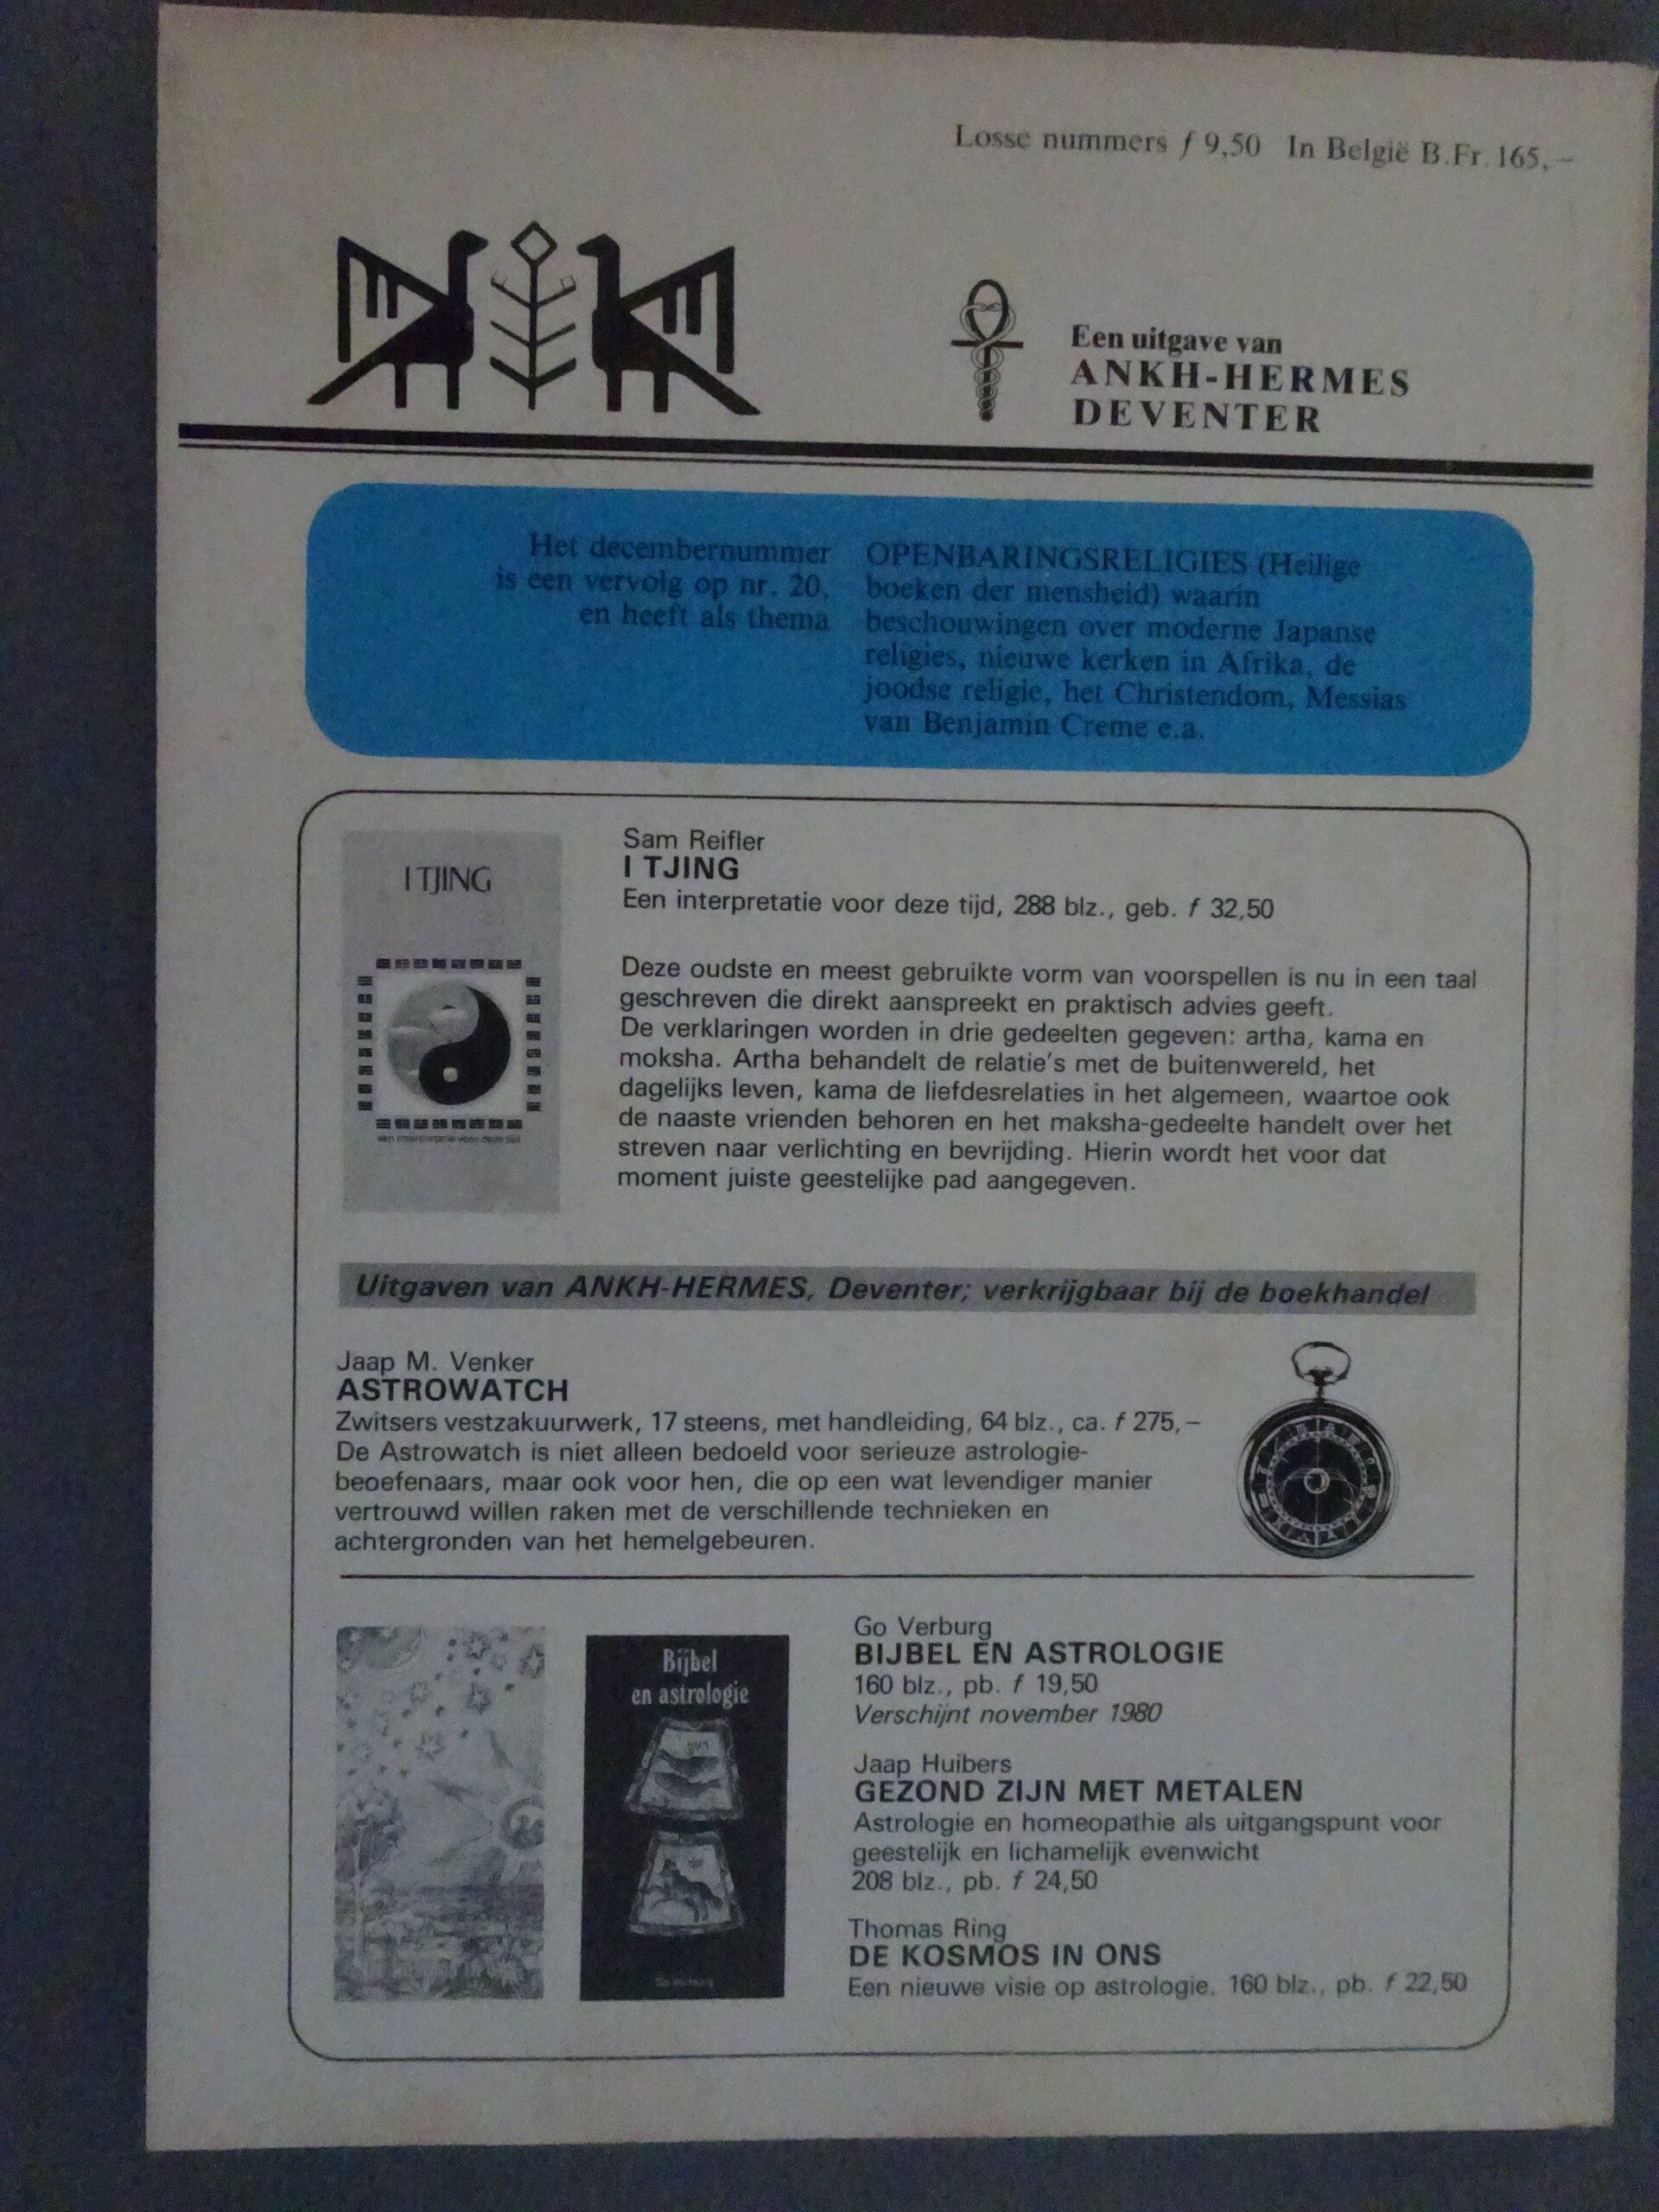 Losse nummers f 9,50 In België B.Fr. 165,–
Een uitgave van
ANKH-HERMES
DEVENTER
Het decembernummer
is een vervolg op nr. 20,
en heeft als thema
OPENBARINGSRELIGIES (Heilige
boeken der mensheid) waarin
beschouwingen over moderne Japanse
religies, nieuwe kerken in Afrika, de
joodse religie, het Christendom, Messias
van Benjamin Creme e.a.
I TJING
een interpretatie voor deze tijd
Sam Reifler
I TJING
Een interpretatie voor deze tijd, 288 blz., geb. f 32,50
Deze oudste en meest gebruikte vorm van voorspellen is nu in een taal
geschreven die direkt aanspreekt en praktisch advies geeft.
De verklaringen worden in drie gedeelten gegeven: artha, kama en
moksha. Artha behandelt de relatie's met de buitenwereld, het
dagelijks leven, kama de liefdesrelaties in het algemeen, waartoe ook
de naaste vrienden behoren en het maksha-gedeelte handelt over het
streven naar verlichting en bevrijding. Hierin wordt het voor dat
moment juiste geestelijke pad aangegeven.
Uitgaven van ANKH-HERMES, Deventer; verkrijgbaar bij de boekhandel
Jaap M. Venker
ASTROWATCH
Zwitsers vestzakuurwerk, 17 steens, met handleiding, 64 blz., ca. f 275,–
De Astrowatch is niet alleen bedoeld voor serieuze astrologie-
beoefenaars, maar ook voor hen, die op een wat levendiger manier
vertrouwd willen raken met de verschillende technieken en
achtergronden van het hemelgebeuren.
Bijbel
en astrologie
Go Verburg
Go Verburg
BIJBEL EN ASTROLOGIE
160 blz., pb. f 19,50
Verschijnt november 1980
Jaap Huibers
GEZOND ZIJN MET METALEN
Astrologie en homeopathie als uitgangspunt voor
geestelijk en lichamelijk evenwicht
208 blz., pb. f 24,50
Thomas Ring
DE KOSMOS IN ONS
Een nieuwe visie op astrologie, 160 blz., pb. f 22,50